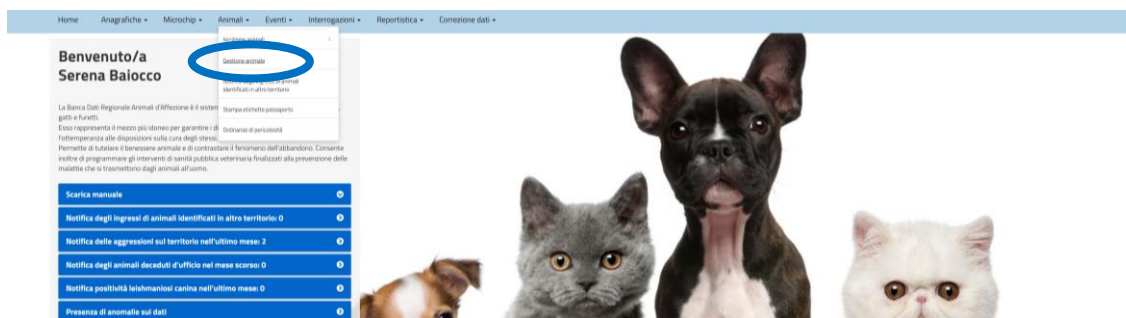 Home Anagrafiche Microchip Animali Eventi Interrogazioni Reportistica Correzione dati
Iscrizione animali
Gestione animale
identificati in altro territorio
Stampa etichette passaporto
Ordinanze di pericolosità
Benvenuto/a
Serena Baiocco
La Banca Dati Regionale Animali d'Affezione è il sistem
gatti e furetti.
Esso rappresenta il mezzo più idoneo per garantire i di
l'ottemperanza alle disposizioni sulla cura degli stessi.
Permette di tutelare il benessere animale e di contrastare il fenomeno dell'abbandono. Consente
inoltre di programmare gli interventi di sanità pubblica veterinaria finalizzati alla prevenzione delle
malattie che si trasmettono dagli animali all'uomo.
Scarica manuale
Notifica degli ingressi di animali identificati in altro territorio: 0
Notifica delle aggressioni sul territorio nell'ultimo mese: 2
Notifica degli animali deceduti d'ufficio nel mese scorso: 0
Notifica positività leishmaniosi canina nell'ultimo mese: 0
Presenza di anomalie sui dati